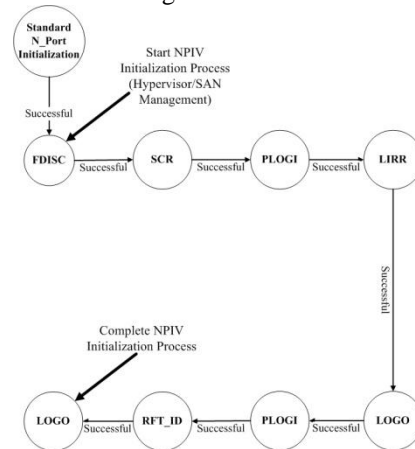 Standard
N_Port
Initialization
Start NPIV
Initialization Process
(Hypervisor/SAN
Management)
Successful
FDISC
SCR
PLOGI
LIRR
Successful
Successful
Successful
Successful
Complete NPIV
Initialization Process
LOGO
RFT_ID
PLOGI
LOGO
Successful
Successful
Successful